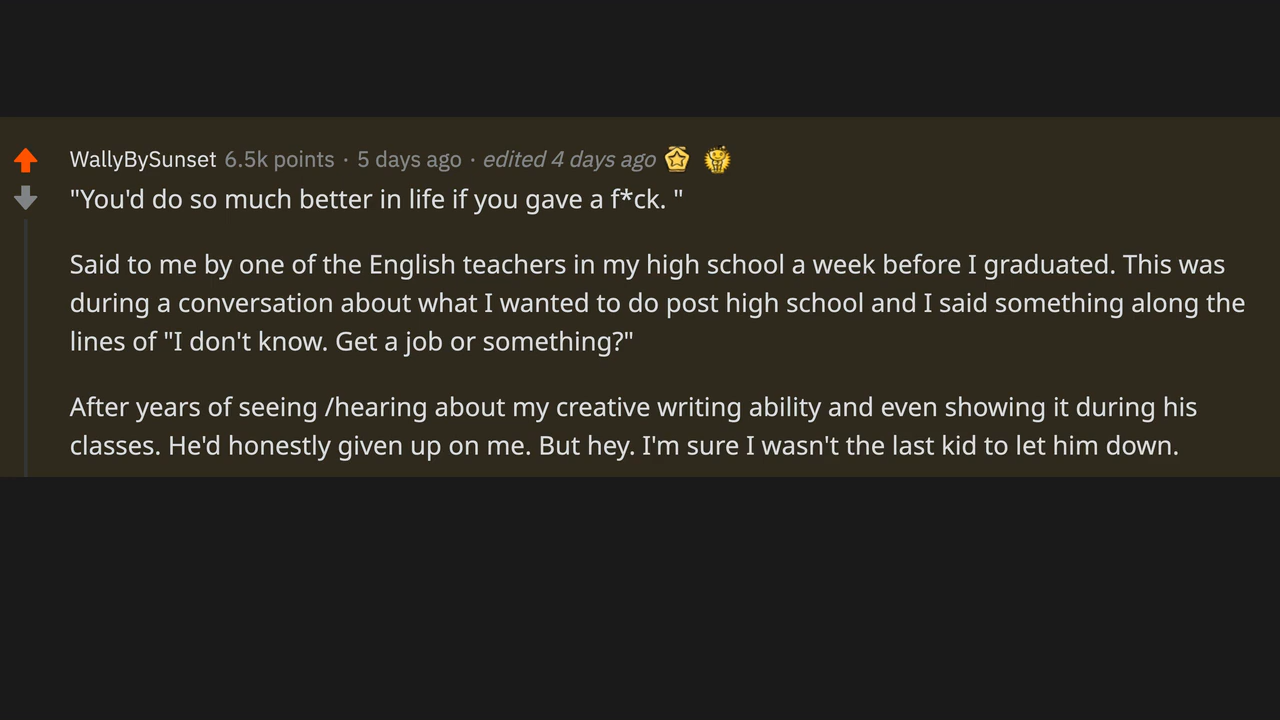 WallyBySunset 6.5k points · 5 days ago · edited 4 days ago
"You'd do so much better in life if you gave a f*ck. "
Said to me by one of the English teachers in my high school a week before I graduated. This was
during a conversation about what I wanted to do post high school and I said something along the
lines of "I don't know. Get a job or something?"
After years of seeing /hearing about my creative writing ability and even showing it during his
classes. He'd honestly given up on me. But hey. I'm sure I wasn't the last kid to let him down.